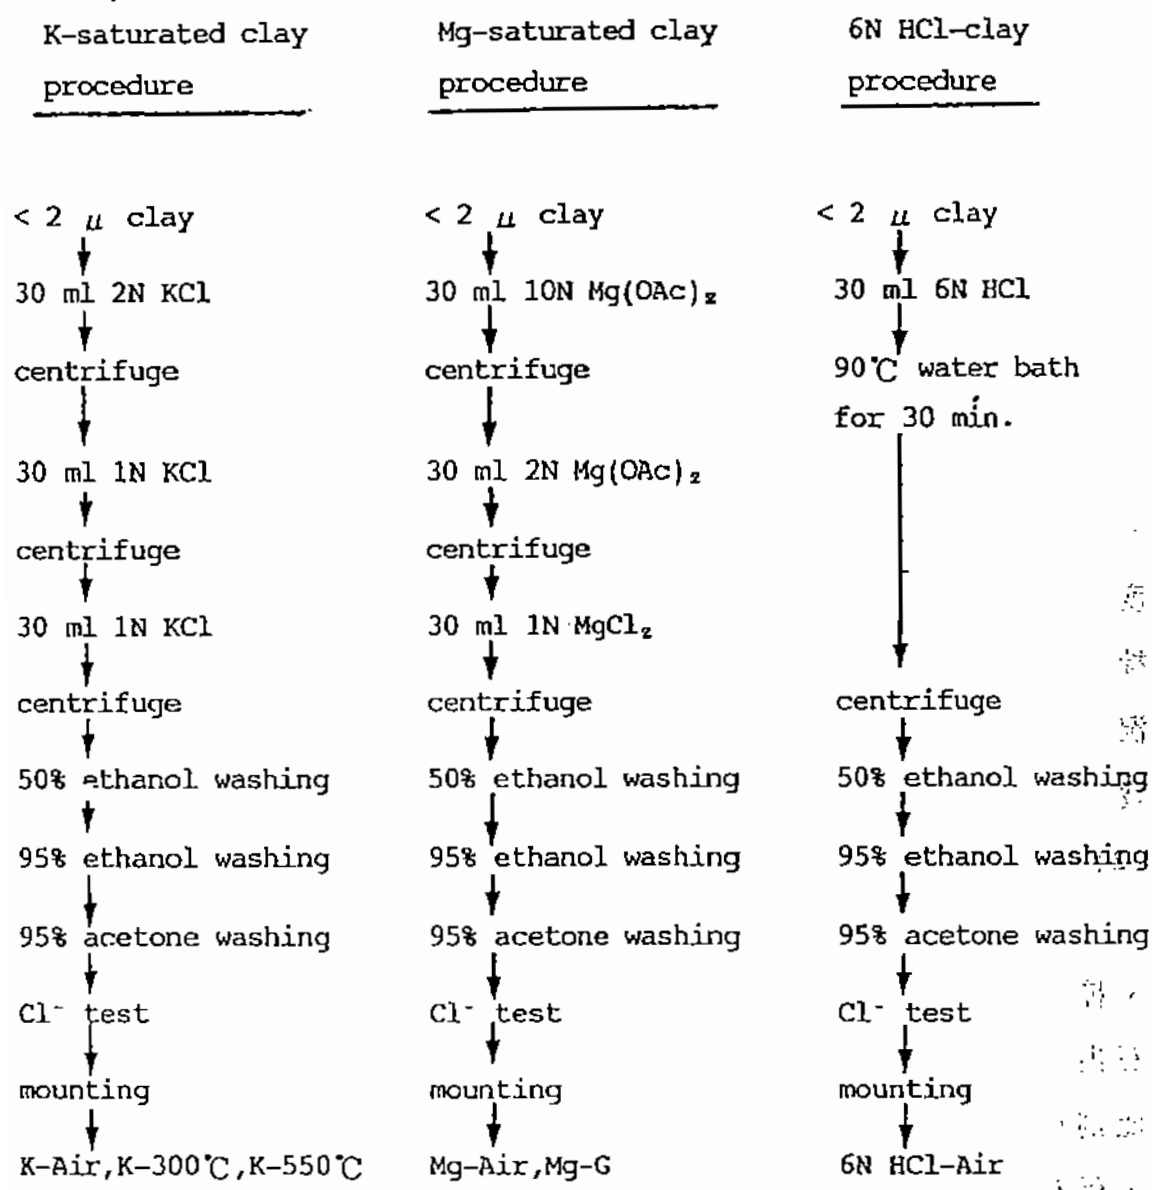 K-saturated clay
procedure
< 2 μ clay
30 ml 2N KCl
centrifuge
30 ml 1N KCl
centrifuge
30 ml 1N KCl
centrifuge
50% ethanol washing
95% ethanol washing
95% acetone washing
Cl⁻ test
mounting
K-Air,K-300℃,K-550℃
Mg-saturated clay
procedure
< 2 μ clay
30 ml 10N Mg(OAc)₂
centrifuge
30 ml 2N Mg(OAc)₂
centrifuge
30 ml 1N MgCl₂
centrifuge
50% ethanol washing
95% ethanol washing
95% acetone washing
Cl⁻ test
mounting
Mg-Air,Mg-G
6N HCl-clay
procedure
< 2 μ clay
30 ml 6N HCl
90℃ water bath
for 30 min.
centrifuge
50% ethanol washing
95% ethanol washing
95% acetone washing
Cl⁻ test
mounting
6N HCl-Air